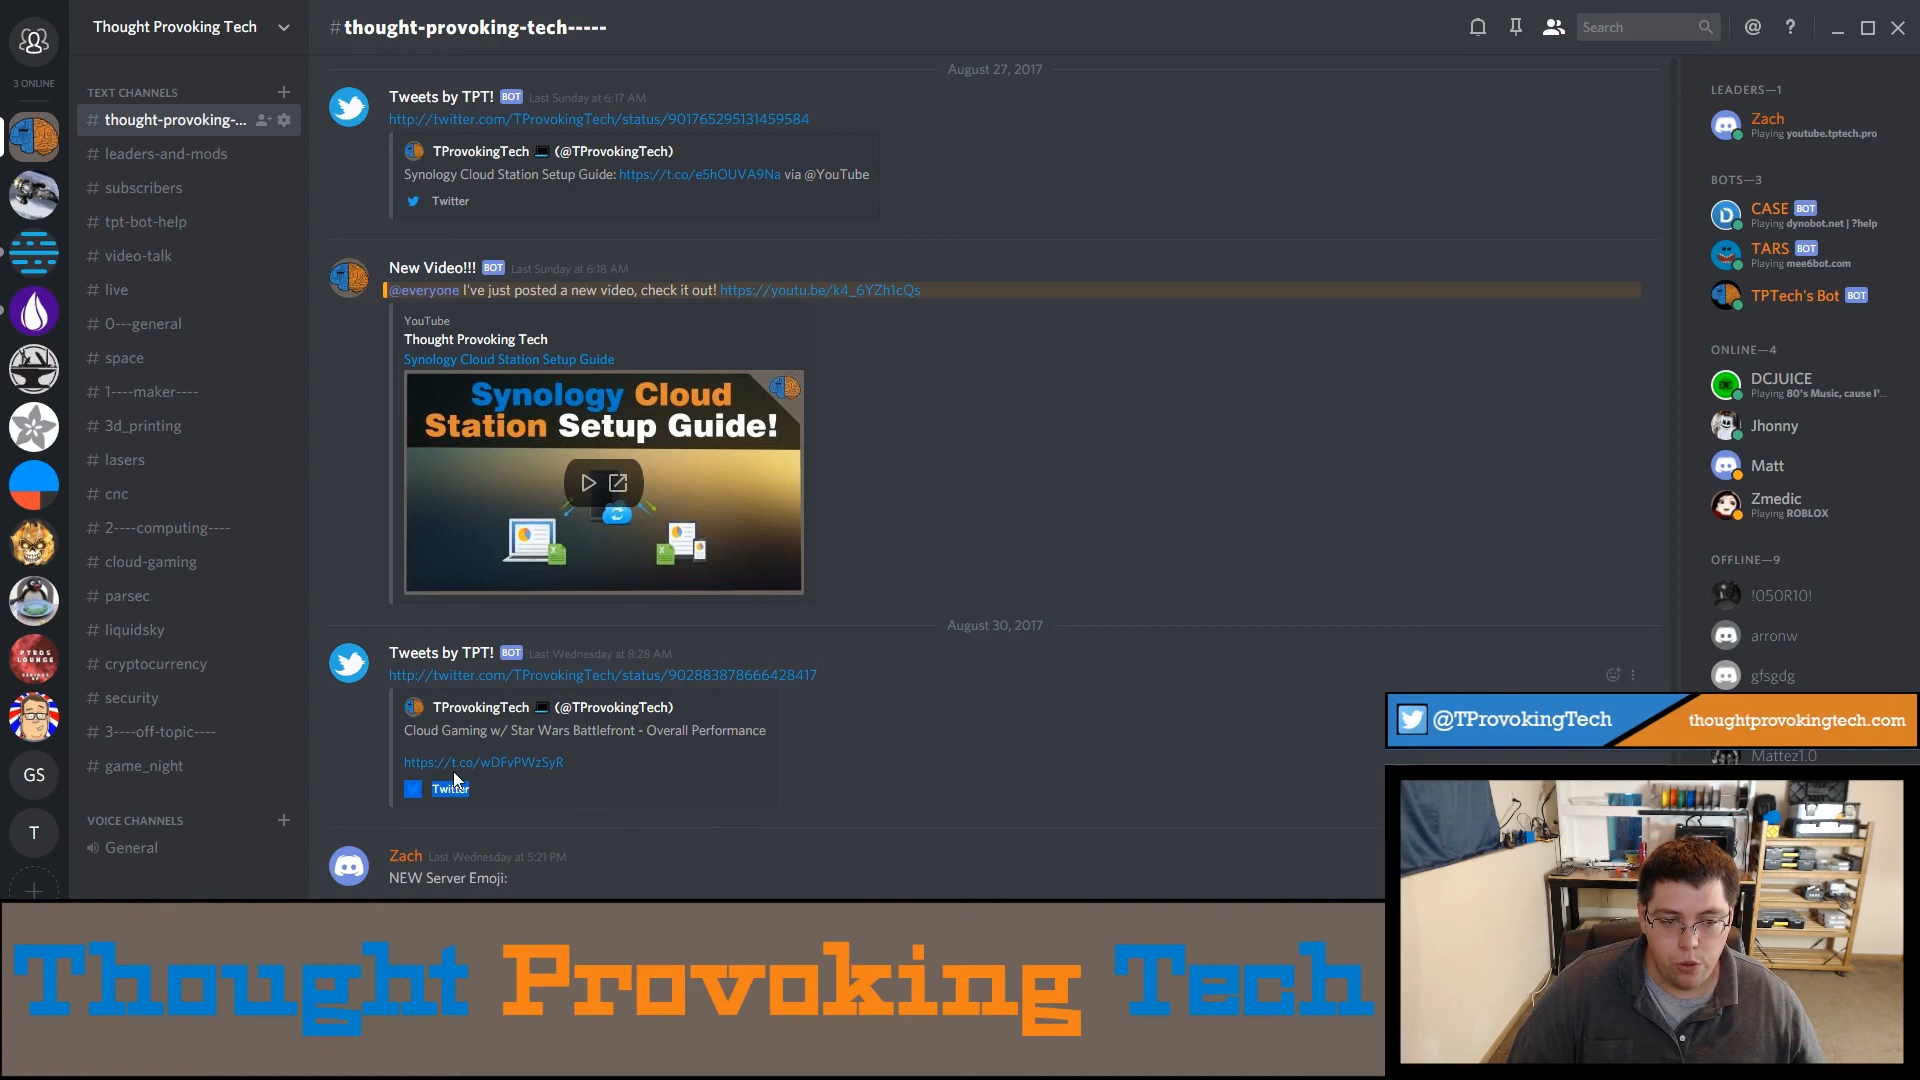 Thought Provoking Tech
#thought-provoking-tech-----
Search
3 ONLINE
GS
T
TEXT CHANNELS
# thought-provoking-...
# leaders-and-mods
# subscribers
# tpt-bot-help
# video-talk
# live
# 0---general
# space
# 1----maker----
# 3d_printing
# lasers
# cnc
# 2----computing----
# cloud-gaming
# parsec
# liquidsky
# cryptocurrency
# security
# 3----off-topic----
# game_night
VOICE CHANNELS
General
August 27, 2017
Tweets by TPT! BOT Last Sunday at 6:17 AM
http://twitter.com/TProvokingTech/status/901765295131459584
TProvokingTech (@TProvokingTech)
Synology Cloud Station Setup Guide: https://t.co/e5hOUVA9Na via @YouTube
Twitter
New Video!!! BOT Last Sunday at 6:18 AM
@everyone I've just posted a new video, check it out! https://youtu.be/k4_6YZh1cQs
YouTube
Thought Provoking Tech
Synology Cloud Station Setup Guide
Synology Cloud
Station Setup Guide!
August 30, 2017
Tweets by TPT! BOT Last Wednesday at 8:28 AM
http://twitter.com/TProvokingTech/status/902883878666428417
TProvokingTech (@TProvokingTech)
Cloud Gaming w/ Star Wars Battlefront - Overall Performance
https://t.co/wDFvPWzSyR
Twitter
Zach Last Wednesday at 5:21 PM
NEW Server Emoji:
LEADERS—1
Zach
Playing youtube.tptech.pro
BOTS—3
CASE BOT
Playing dynobot.net | ?help
TARS BOT
Playing mee6bot.com
TPTech's Bot BOT
ONLINE—4
DCJUICE
Playing 80's Music, cause I'...
Jhonny
Matt
Zmedic
Playing ROBLOX
OFFLINE—9
!050R10!
arronw
gfsgdg
Mattez1.0
@TProvokingTech
thoughtprovokingtech.com
Thought Provoking Tech